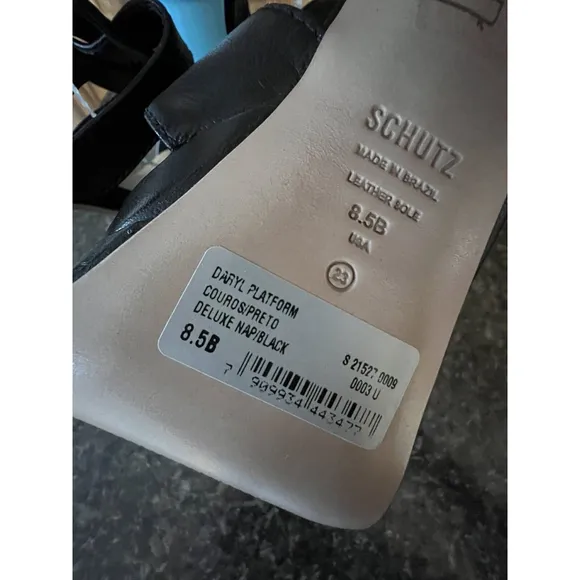 SCHUTZ
MADE IN BRAZIL
LEATHER SOLE
8.5B
USA
23
DARYL PLATFORM
COUROS/PRETO
DELUXE NAP/BLACK
8.5B
S 21527 0009
0003 U
7 909934 443477